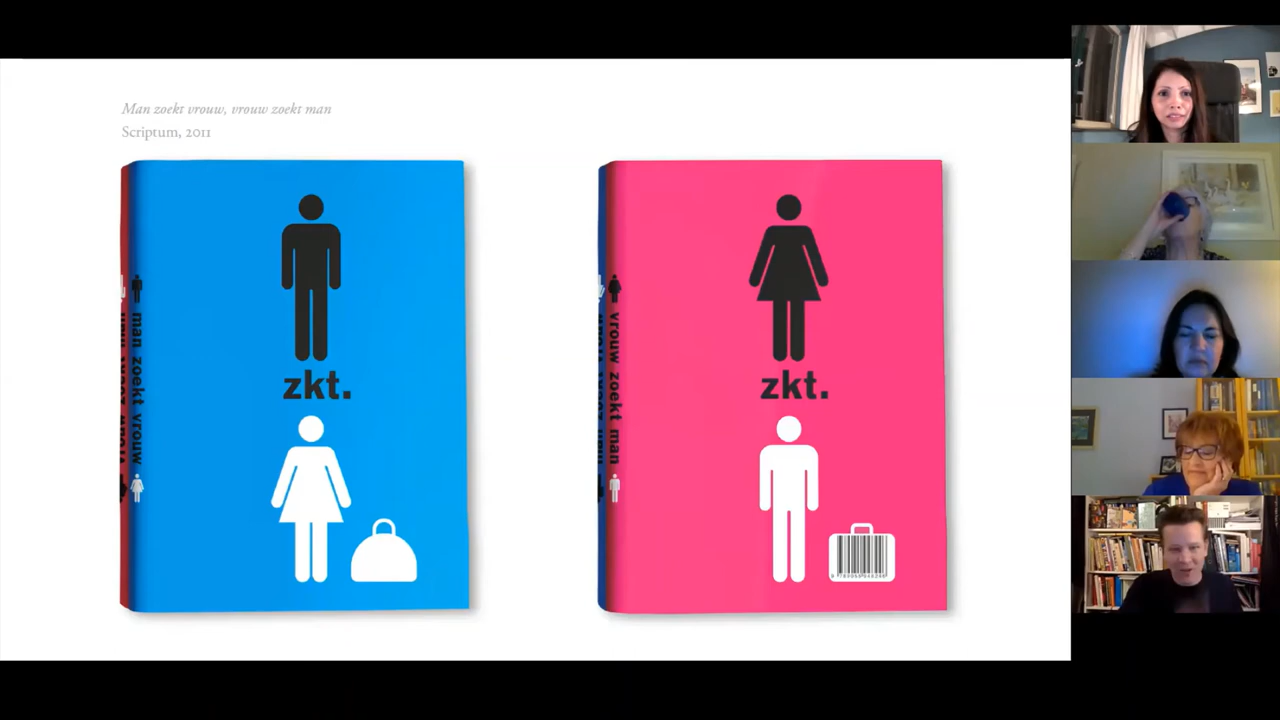 Man zoekt vrouw, vrouw zoekt man
Scriptum, 2011
man zoekt vrouw
zkt.
vrouw zoekt man
zkt.